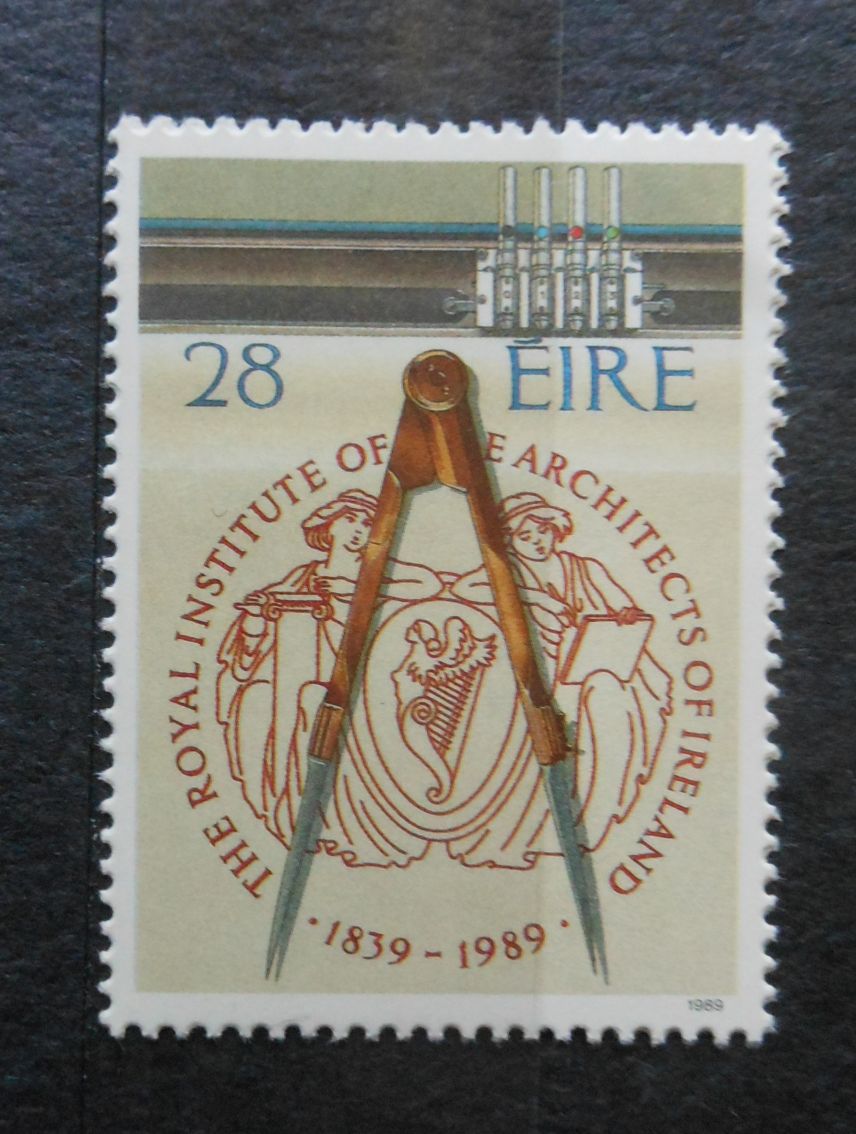 28 ÉIRE
THE ROYAL INSTITUTE OF E ARCHITECTS OF IRELAND
· 1839 – 1989 ·
1989